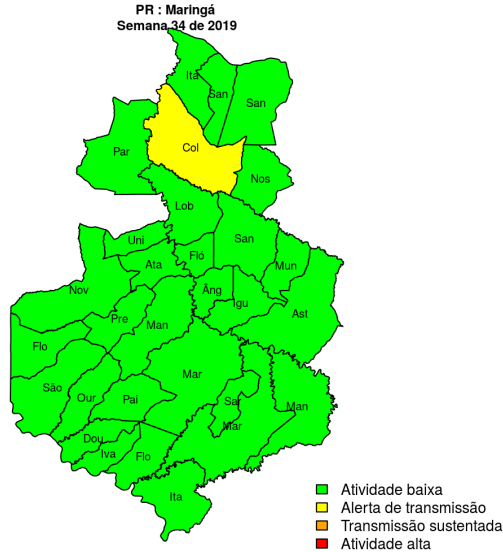 PR : Maringá
Semana 34 de 2019
Ita
San
San
Col
Par
Nos
Lob
Uni
San
Fló
Ata
Mun
Nov
Âng
Igu
Ast
Pre
Man
Flo
Mar
São
Our
Pai
Sar
Man
Mar
Dou
Iva
Flo
Ita
Atividade baixa
Alerta de transmissão
Transmissão sustentada
Atividade alta